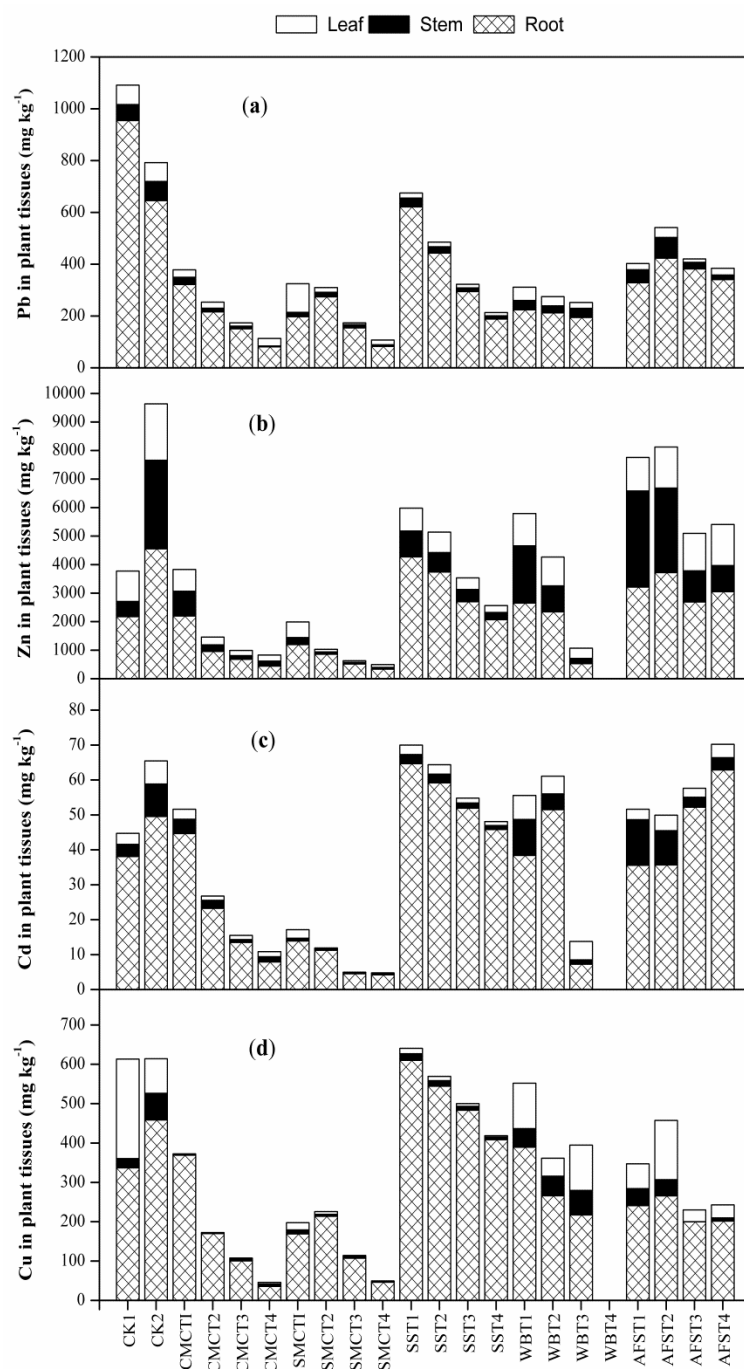 Leaf Stem Root
(a)
Pb in plant tissues (mg kg⁻¹)
1200
1000
800
600
400
200
0
(b)
Zn in plant tissues (mg kg⁻¹)
10000
9000
8000
7000
6000
5000
4000
3000
2000
1000
0
(c)
Cd in plant tissues (mg kg⁻¹)
80
70
60
50
40
30
20
10
0
(d)
Cu in plant tissues (mg kg⁻¹)
700
600
500
400
300
200
100
0
CK1
CK2
CMCT1
CMCT2
CMCT3
CMCT4
SMCT1
SMCT2
SMCT3
SMCT4
SST1
SST2
SST3
SST4
WBT1
WBT2
WBT3
WBT4
AFST1
AFST2
AFST3
AFST4